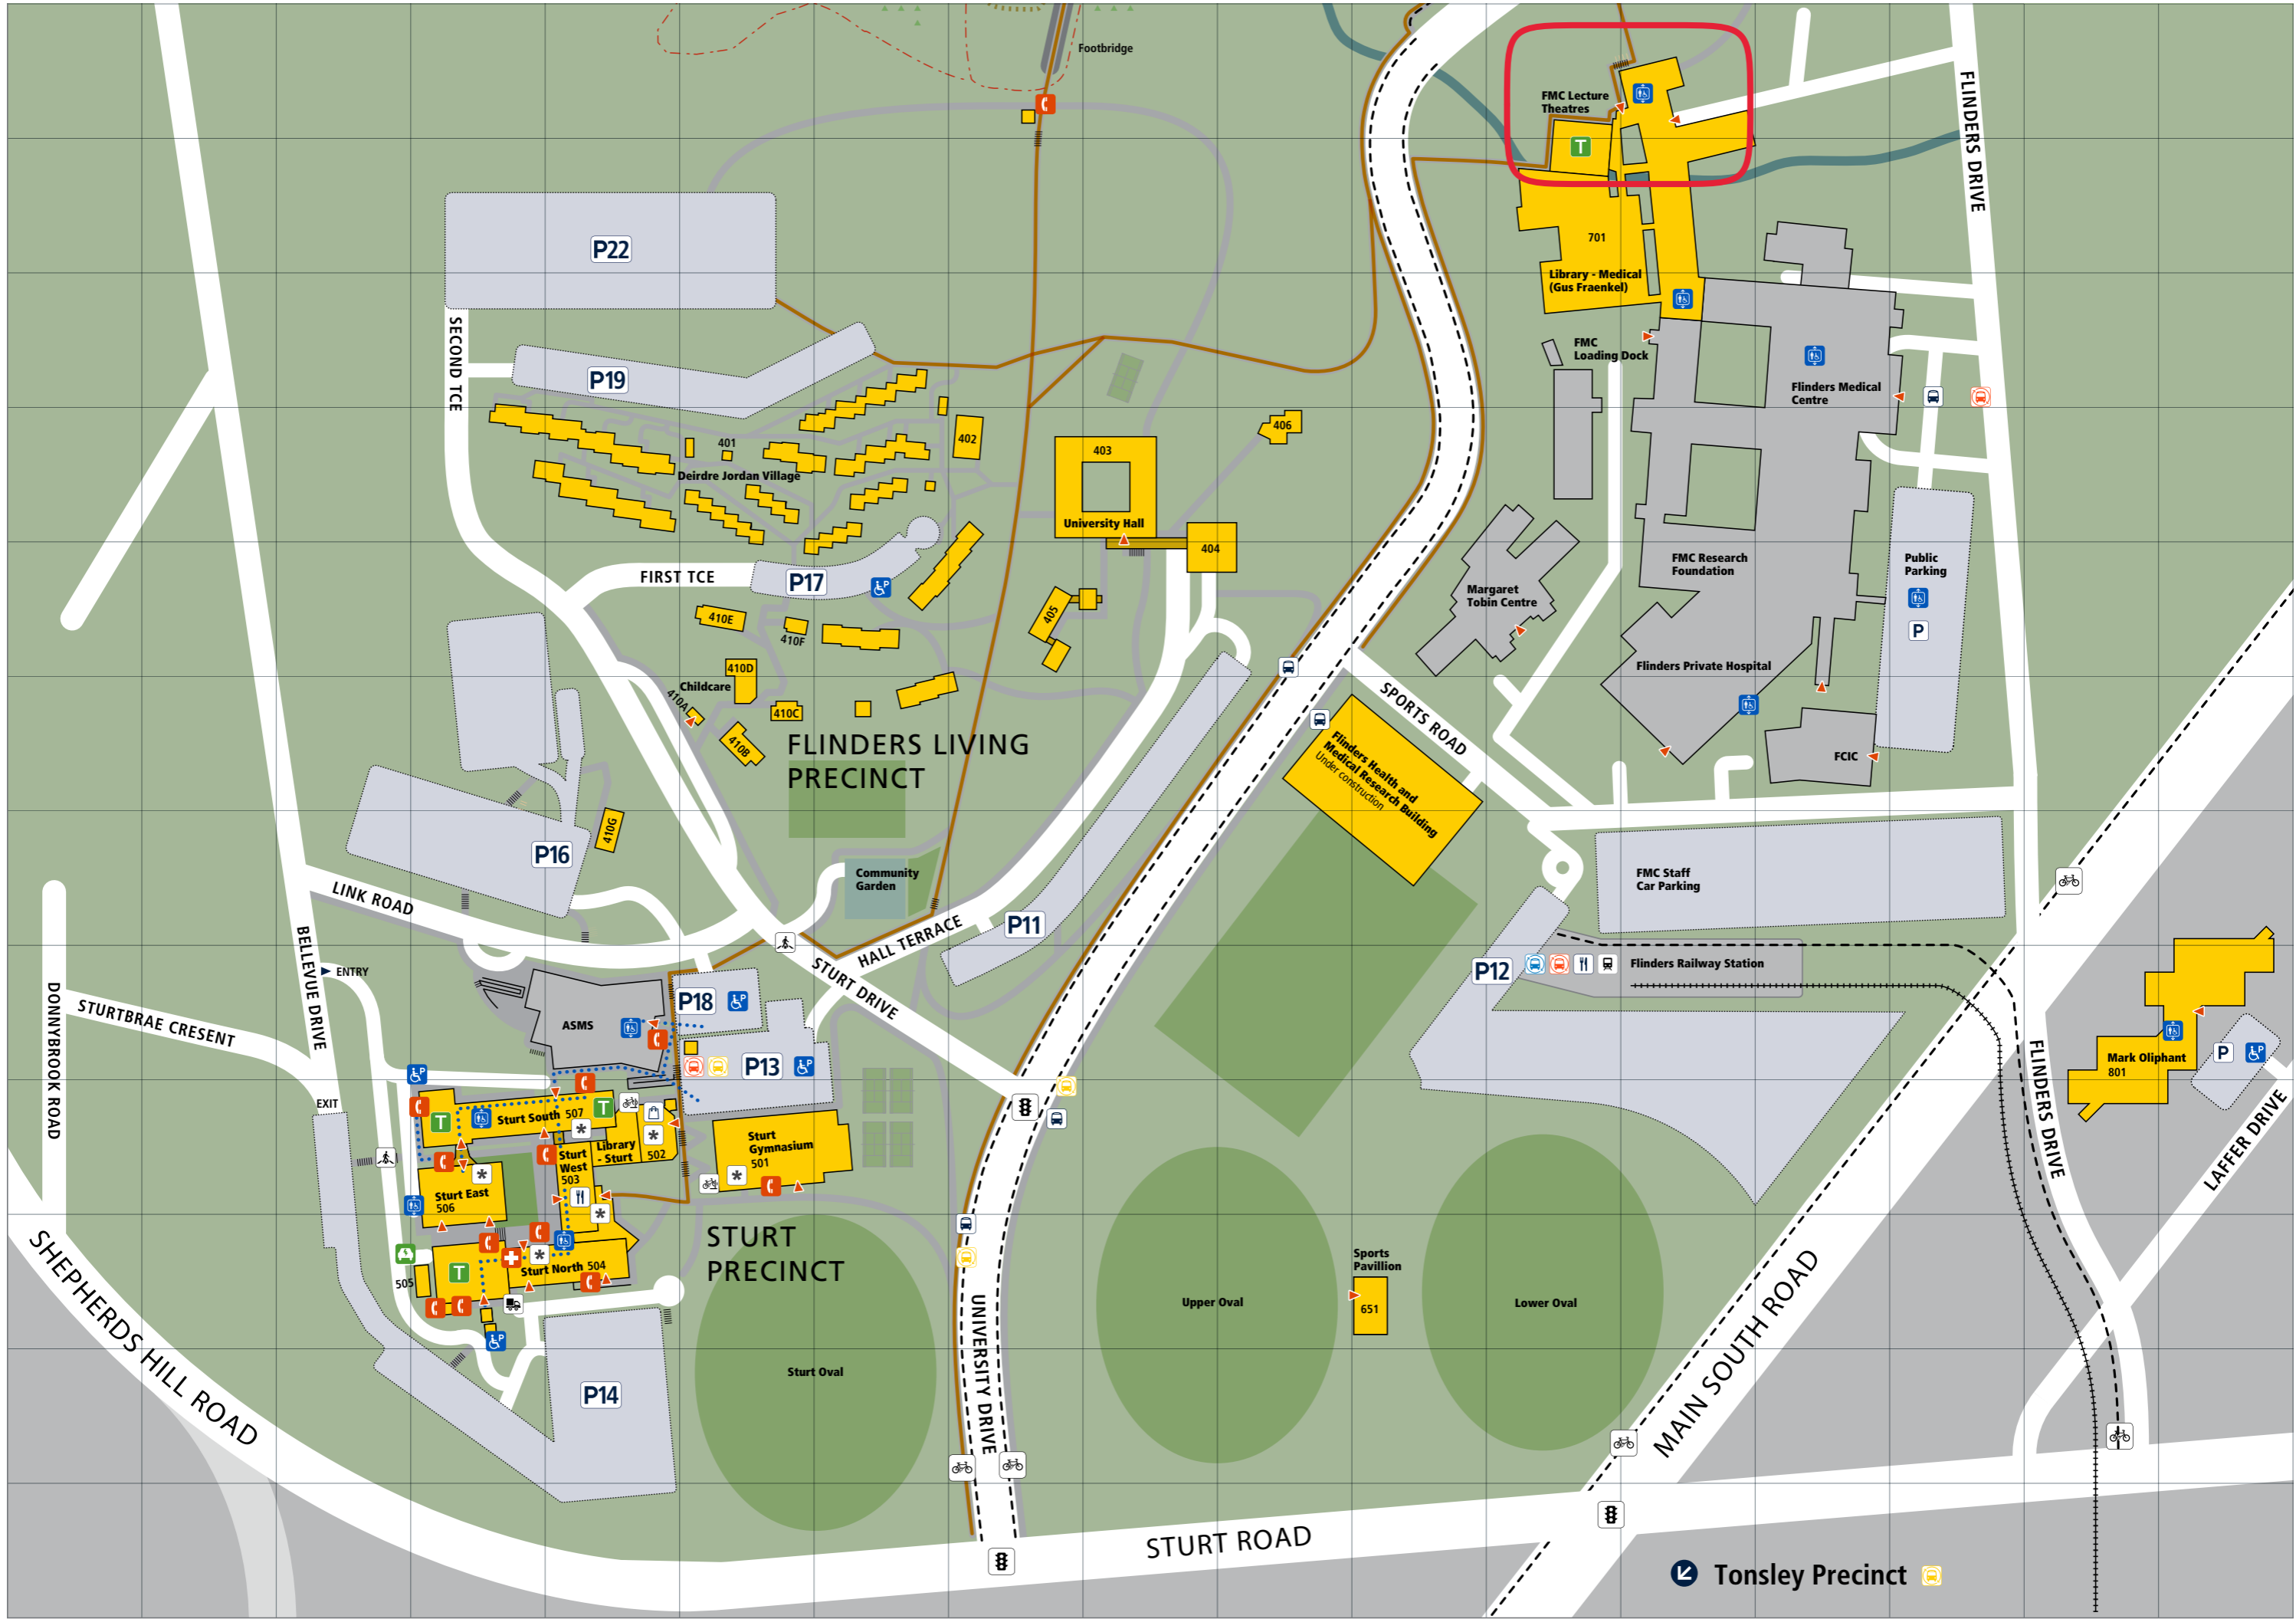 Footbridge
FLINDERS DRIVE
FMC Lecture
Theatres
T
P22
701
Library - Medical
(Gus Fraenkel)
SECOND TCE
P19
FMC
Loading Dock
Flinders Medical
Centre
401
402
403
406
Deirdre Jordan Village
University Hall
404
FIRST TCE
P17
P
FMC Research
Foundation
Public
Parking
P
Margaret
Tobin Centre
405
410E
410F
410D
Childcare
410A
410C
410B
Flinders Private Hospital
SPORTS ROAD
FLINDERS LIVING
PRECINCT
Flinders Health and
Medical Research Building
Under construction
FCIC
410G
P16
LINK ROAD
Community
Garden
FMC Staff
Car Parking
P11
HALL TERRACE
BELLEVUE DRIVE
ENTRY
STURT DRIVE
P12
Flinders Railway Station
DONNYBROOK ROAD
STURTBRAE CRESENT
ASMS
P18
P
P13
P
P
Mark Oliphant
801
P
P
FLINDERS DRIVE
LAFFER DRIVE
EXIT
T
Sturt South 507
T
*
*
Library
- Sturt
502
Sturt
Gymnasium
501
*
Sturt
West
503
*
Sturt East
506
*
STURT
PRECINCT
505
T
*
Sturt North 504
P
P14
Sturt Oval
UNIVERSITY DRIVE
Upper Oval
Sports
Pavillion
651
Lower Oval
MAIN SOUTH ROAD
SHEPHERDS HILL ROAD
STURT ROAD
Tonsley Precinct